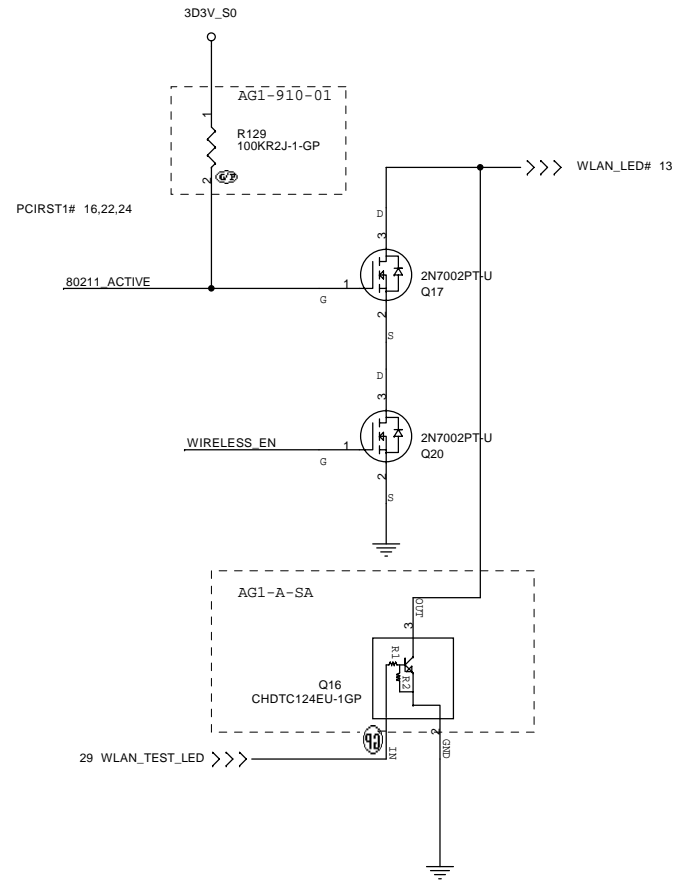 3D3V_S0
AG1-910-01
1
R129
100KR2J-1-GP
2
G/P
WLAN_LED# 13
PCIRST1# 16,22,24
D
3
80211_ACTIVE
1
G
2N7002PT-U
Q17
2
S
D
3
WIRELESS_EN
1
G
2N7002PT-U
Q20
2
S
AG1-A-SA
OUT
3
R1
R2
Q16
CHDTC124EU-1GP
GP
IN
2
GND
29 WLAN_TEST_LED